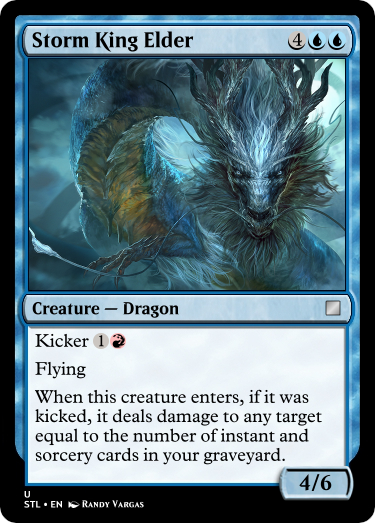 Storm King Elder 4
Creature — Dragon
Kicker 1
Flying
When this creature enters, if it was
kicked, it deals damage to any target
equal to the number of instant and
sorcery cards in your graveyard.
4/6
U
STL • EN Randy Vargas